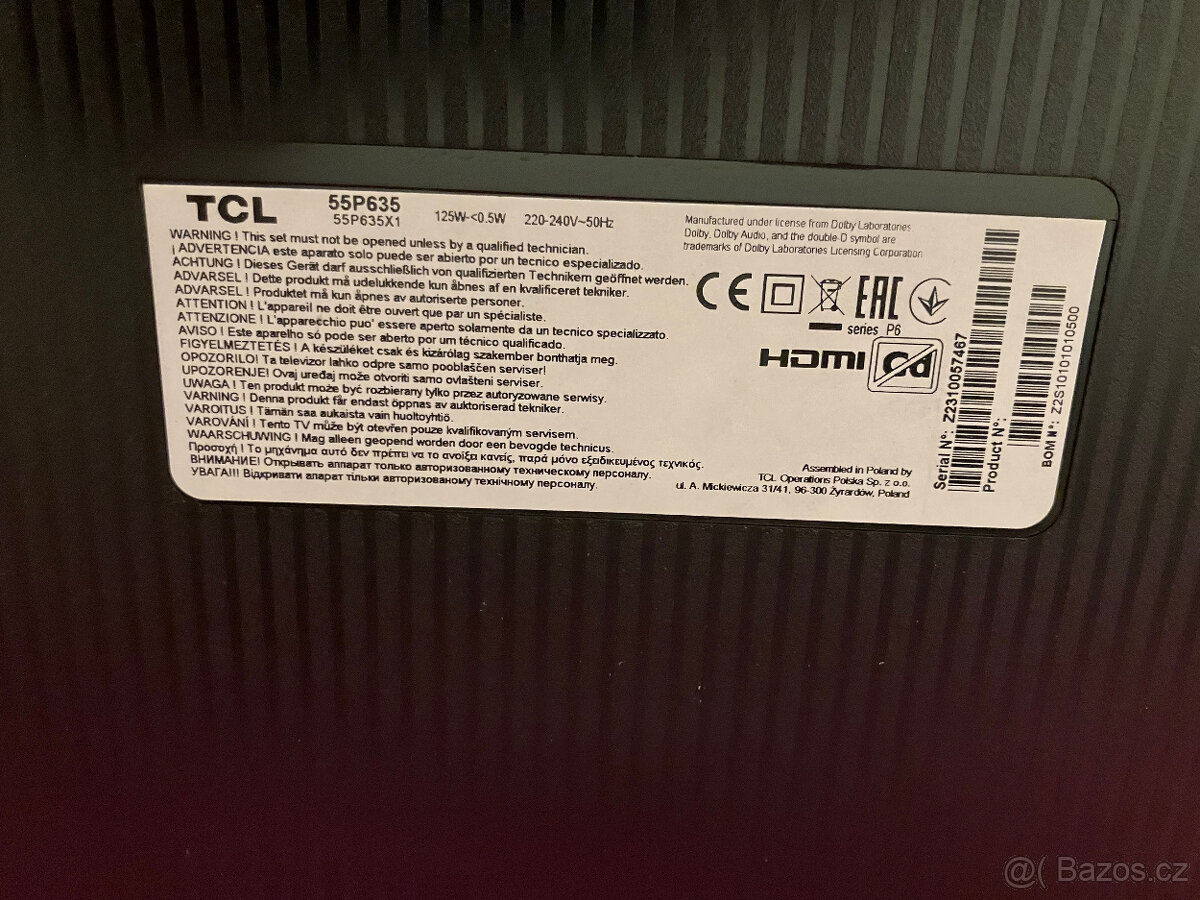 TCL
55P635
55P635X1
125W-<0.5W
220-240V~50Hz
WARNING ! This set must not be opened unless by a qualified technician.
¡ ADVERTENCIA este aparato solo puede ser abierto por un tecnico especializado.
ACHTUNG ! Dieses Gerät darf ausschließlich von qualifizierten Technikern geöffnet werden.
ADVARSEL ! Dette produkt må udelukkende kun åbnes af en kvalificeret tekniker.
ADVARSEL ! Produktet må kun åpnes av autoriserte personer.
ATTENTION ! L'appareil ne doit être ouvert que par un spécialiste.
ATTENZIONE ! L'apparecchio puo' essere aperto solamente da un tecnico specializzato.
AVISO ! Este aparelho só pode ser aberto por um técnico qualificado.
FIGYELMEZTETÉS ! A készüléket csak és kizárólag szakember bonthatja meg.
OPOZORILO! Ta televizor lahko odpre samo pooblaščen serviser!
UPOZORENJE! Ovaj uređaj može otvoriti samo ovlašteni serviser.
UWAGA ! Ten produkt może być rozbierany tylko przez autoryzowane serwisy.
VARNING ! Denna produkt får endast öppnas av auktoriserad tekniker.
VAROITUS ! Tämän saa aukaista vain huoltoyhtiö.
VAROVÁNÍ ! Tento TV může být otevřen pouze kvalifikovaným servisem.
WAARSCHUWING ! Mag alleen geopend worden door een bevogde technicus.
Προσοχή ! Το μηχάνημα αυτό δεν πρέπει να το ανοίξει κανείς, παρά μόνο εξειδικευμένος τεχνικός.
ВНИМАНИЕ! Открывать аппарат только авторизованному техническому персоналу.
УВАГА!!! Відкривати апарат тільки авторизованому технічному персоналу.
Manufactured under license from Dolby Laboratories
Dolby, Dolby Audio, and the double-D symbol are
trademarks of Dolby Laboratories Licensing Corporation
CE
EAC
series P6
HDMI
Cd
Assembled in Poland by
TCL Operations Polska Sp. z o.o.
ul. A. Mickiewicza 31/41, 96-300 Żyrardów, Poland
Serial N°: Z2310057467
Product N°:
BOM N°: Z2S101010105​00
@( Bazos.cz